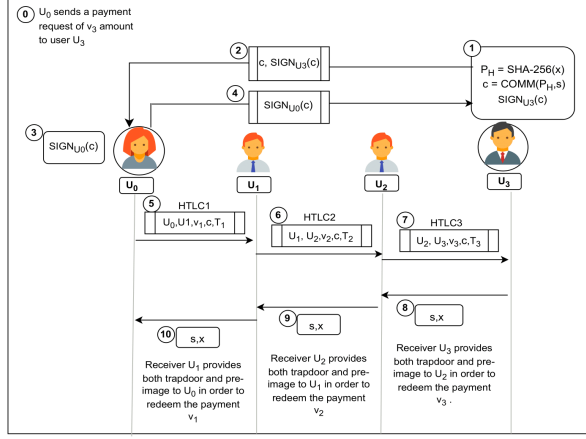 0 U0 sends a payment
request of v3 amount
to user U3
1
PH = SHA-256(x)
c = COMM(PH,s)
SIGNU3(c)
2
c, SIGNU3(c)
4
SIGNU0(c)
3
SIGNU0(c)
U0
U1
U2
U3
5 HTLC1
U0,U1,v1,c,T1
6 HTLC2
U1, U2,v2,c,T2
7 HTLC3
U2, U3,v3,c,T3
8
s,x
9
s,x
10
s,x
Receiver U1 provides
both trapdoor and pre-
image to U0 in order to
redeem the payment
v1
Receiver U2 provides
both trapdoor and pre-
image to U1 in order to
redeem the payment
v2
Receiver U3 provides
both trapdoor and pre-
image to U2 in order to
redeem the payment
v3 .